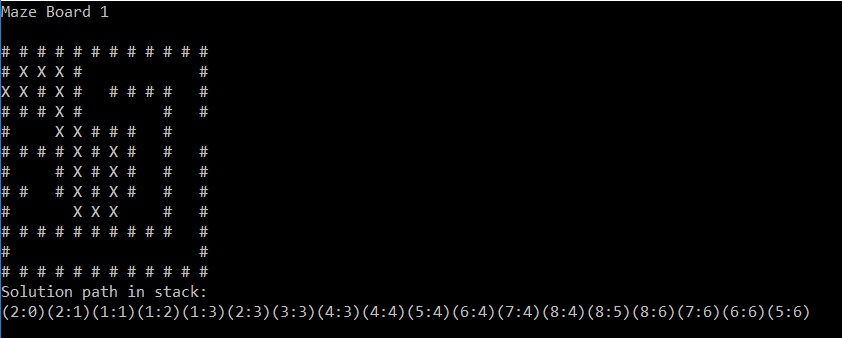 Maze Board 1
# # # # # # # # # # # #
# X X X #             #
X X # X #   # # # #   #
# # # X #         #   #
#     X X # # #   #
# # # # X # X #   #   #
#     # X # X #   #   #
# #   # X # X #   #   #
#       X X X     #   #
# # # # # # # # # #   #
#                     #
# # # # # # # # # # # #
Solution path in stack:
(2:0)(2:1)(1:1)(1:2)(1:3)(2:3)(3:3)(4:3)(4:4)(5:4)(6:4)(7:4)(8:4)(8:5)(8:6)(7:6)(6:6)(5:6)